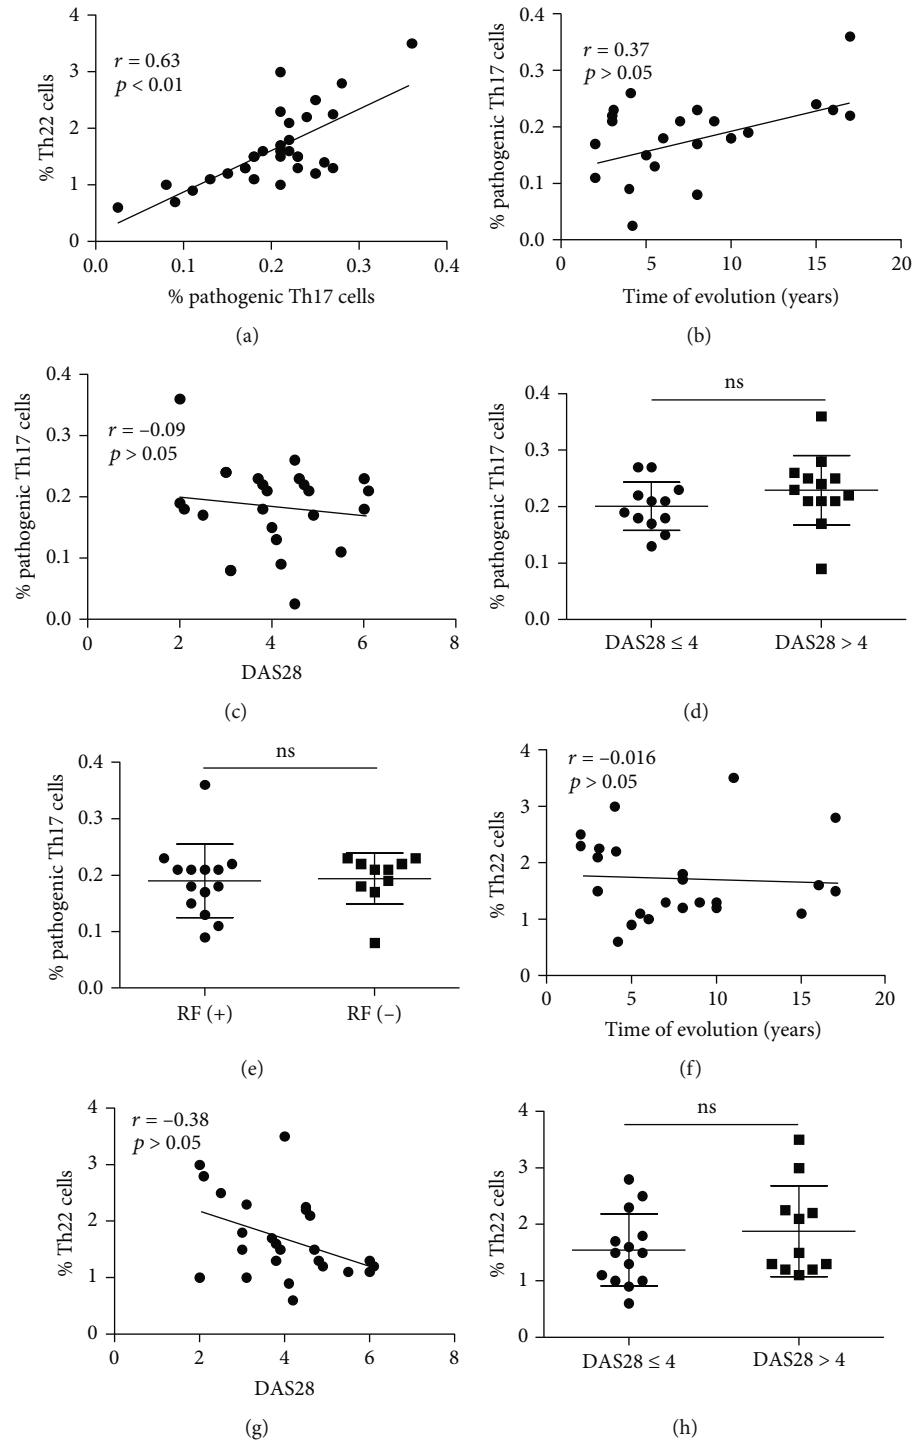 4
3
2
1
0
% Th22 cells
r = 0.63
p < 0.01
0.0 0.1 0.2 0.3 0.4
% pathogenic Th17 cells
(a)
0.4
0.3
0.2
0.1
0.0
% pathogenic Th17 cells
r = 0.37
p > 0.05
0 5 10 15 20
Time of evolution (years)
(b)
0.4
0.3
0.2
0.1
0.0
% pathogenic Th17 cells
r = –0.09
p > 0.05
0 2 4 6 8
DAS28
(c)
0.4
0.3
0.2
0.1
0.0
% pathogenic Th17 cells
ns
DAS28 ≤ 4 DAS28 > 4
(d)
0.4
0.3
0.2
0.1
0.0
% pathogenic Th17 cells
ns
RF (+) RF (–)
(e)
4
3
2
1
0
% Th22 cells
r = –0.016
p > 0.05
0 5 10 15 20
Time of evolution (years)
(f)
4
3
2
1
0
% Th22 cells
r = –0.38
p > 0.05
0 2 4 6 8
DAS28
(g)
4
3
2
1
0
% Th22 cells
ns
DAS28 ≤ 4 DAS28 > 4
(h)